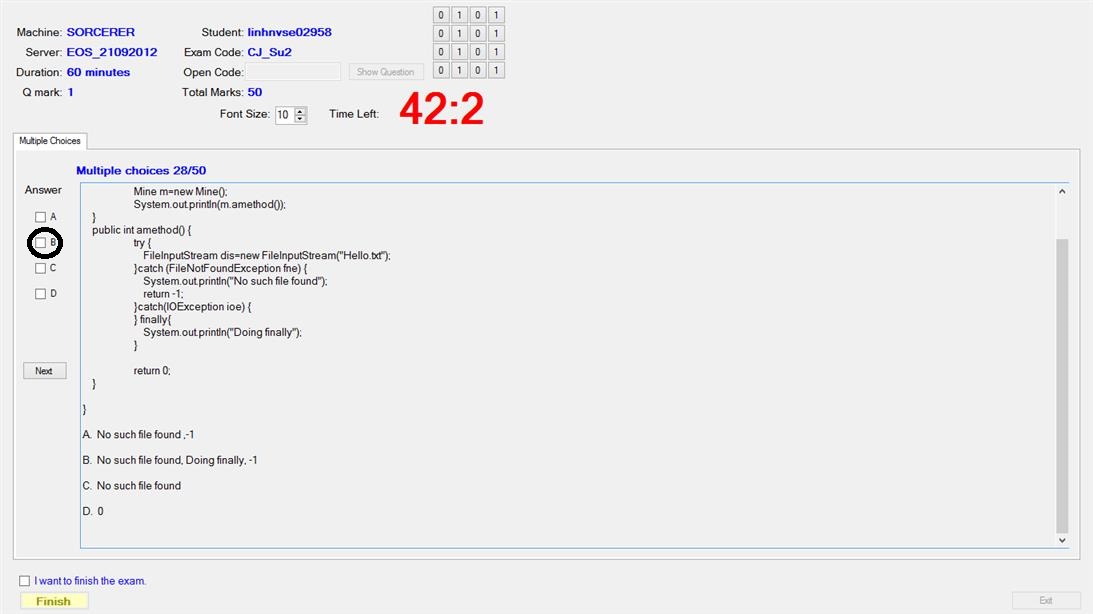 Machine: SORCERER
Student: linhnvse02958
Server: EOS_21092012
Exam Code: CJ_Su2
Duration: 60 minutes
Open Code:
Show Question
Q mark: 1
Total Marks: 50
0 1 0 1
0 1 0 1
0 1 0 1
0 1 0 1
Font Size: 10
Time Left: 42:2
Multiple Choices
Multiple choices 28/50
Answer
A
B
C
D
Next
Mine m=new Mine();
System.out.println(m.amethod());
}
public int amethod() {
try {
FileInputStream dis=new FileInputStream("Hello.txt");
}catch (FileNotFoundException fne) {
System.out.println("No such file found");
return -1;
}catch(IOException ioe) {
} finally{
System.out.println("Doing finally");
}
return 0;
}
}
A. No such file found ,-1
B. No such file found, Doing finally, -1
C. No such file found
D. 0
I want to finish the exam.
Finish
Exit